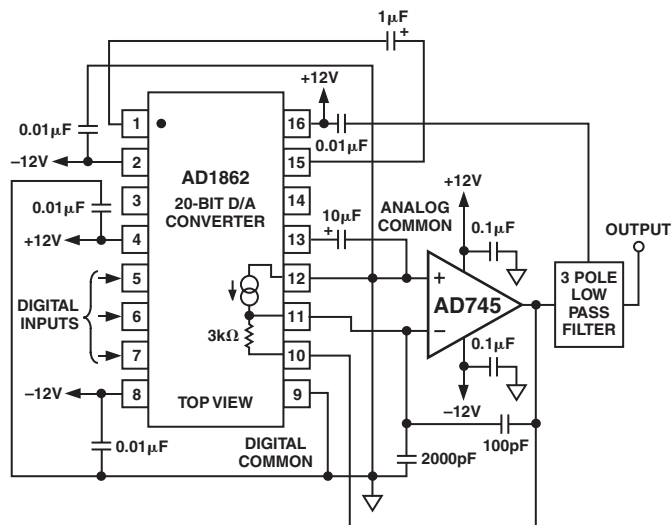 1µF
+
+12V
0.01µF
0.01µF
1
16
–12V
2
15
AD1862
20-BIT D/A
CONVERTER
3
14
0.01µF
+12V
4
13
10µF
+
ANALOG
COMMON
+12V
0.1µF
OUTPUT
5
12
+
AD745
–
3 POLE
LOW
PASS
FILTER
DIGITAL
INPUTS
6
11
3kΩ
7
10
0.1µF
–12V
–12V
8
TOP VIEW
9
0.01µF
DIGITAL
COMMON
2000pF
100pF